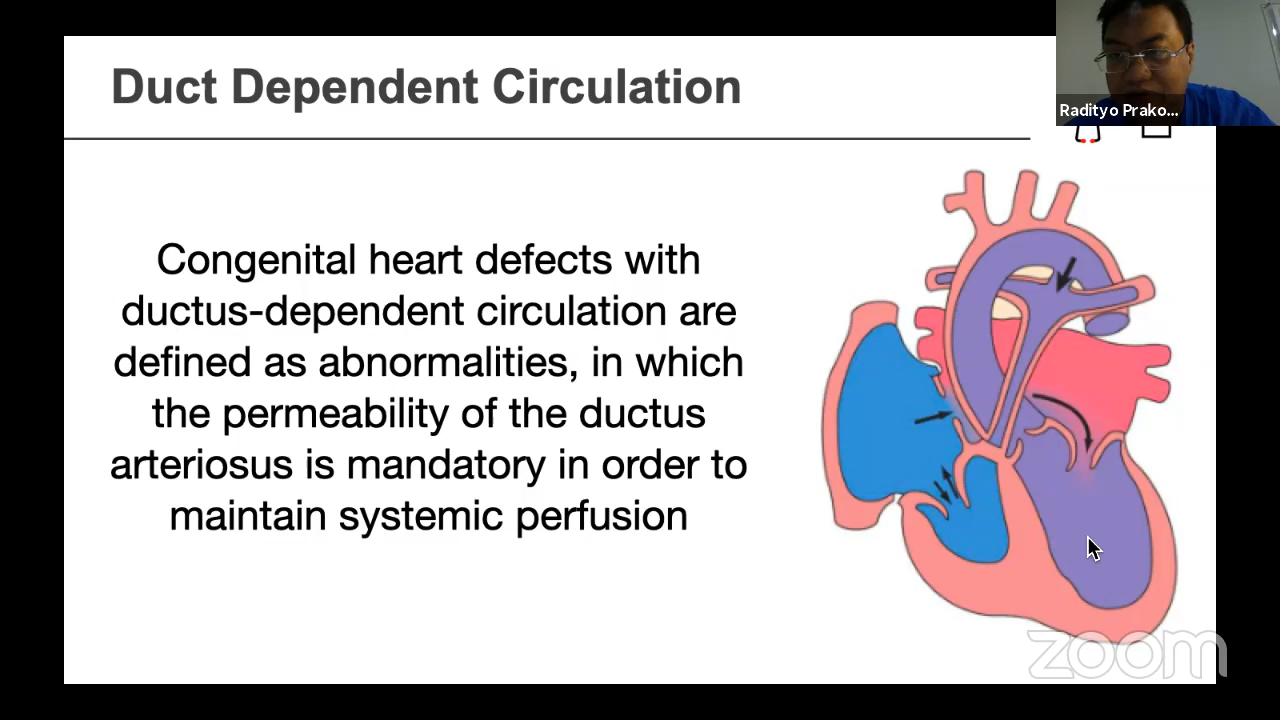 Duct Dependent Circulation
Radityo Prako...
Congenital heart defects with
ductus-dependent circulation are
defined as abnormalities, in which
the permeability of the ductus
arteriosus is mandatory in order to
maintain systemic perfusion
zoom